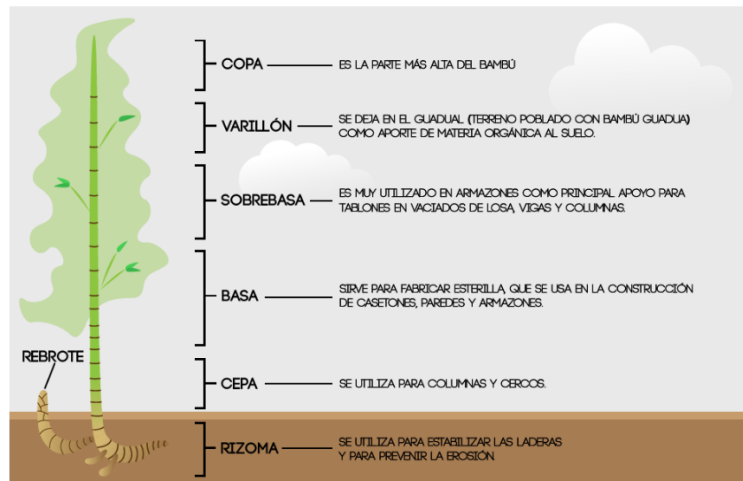 COPA
ES LA PARTE MÁS ALTA DEL BAMBÚ
VARILLÓN
SE DEJA EN EL GUADUAL (TERRENO POBLADO CON BAMBÚ GUADUA)
COMO APORTE DE MATERIA ORGÁNICA AL SUELO.
SOBREBASA
ES MUY UTILIZADO EN ARMAZONES COMO PRINCIPAL APOYO PARA
TABLONES EN VACIADOS DE LOSA, VIGAS Y COLUMNAS.
BASA
SIRVE PARA FABRICAR ESTERILLA, QUE SE USA EN LA CONSTRUCCIÓN
DE CASETONES, PAREDES Y ARMAZONES.
REBROTE
CEPA
SE UTILIZA PARA COLUMNAS Y CERCOS.
RIZOMA
SE UTILIZA PARA ESTABILIZAR LAS LADERAS
Y PARA PREVENIR LA EROSIÓN.